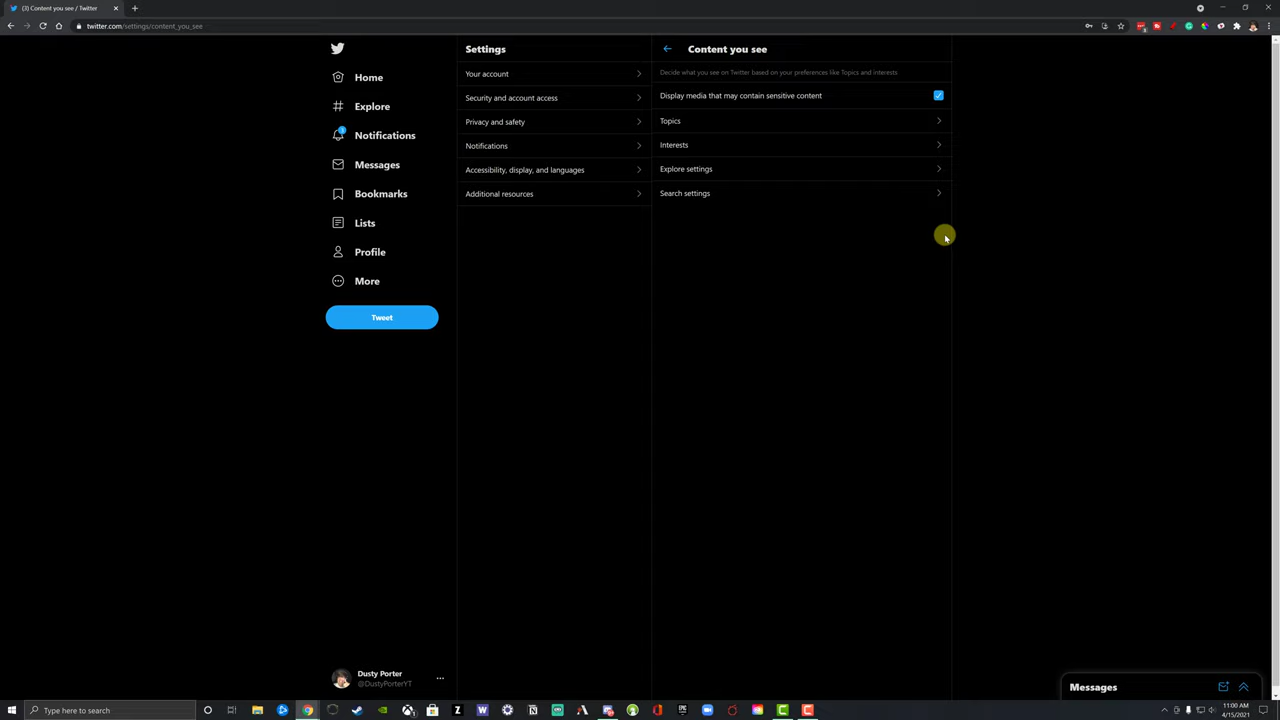 (3) Content you see / Twitter
twitter.com/settings/content_you_see
Home
Explore
Notifications
Messages
Bookmarks
Lists
Profile
More
Tweet
Dusty Porter
@DustyPorterYT
Settings
Your account
Security and account access
Privacy and safety
Notifications
Accessibility, display, and languages
Additional resources
Content you see
Decide what you see on Twitter based on your preferences like Topics and interests
Display media that may contain sensitive content
Topics
Interests
Explore settings
Search settings
Messages
Type here to search
11:00 AM
4/15/2021